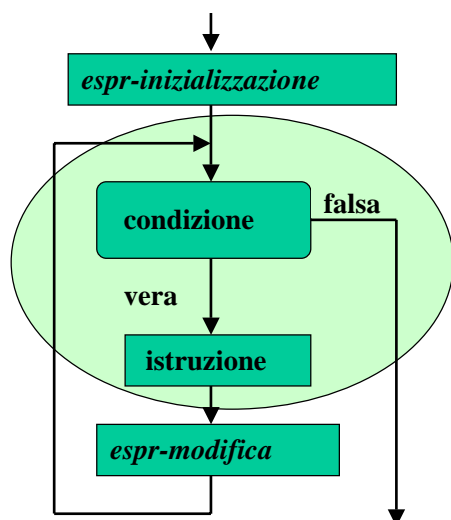 espr-inizializzazione
condizione
falsa
vera
istruzione
espr-modifica